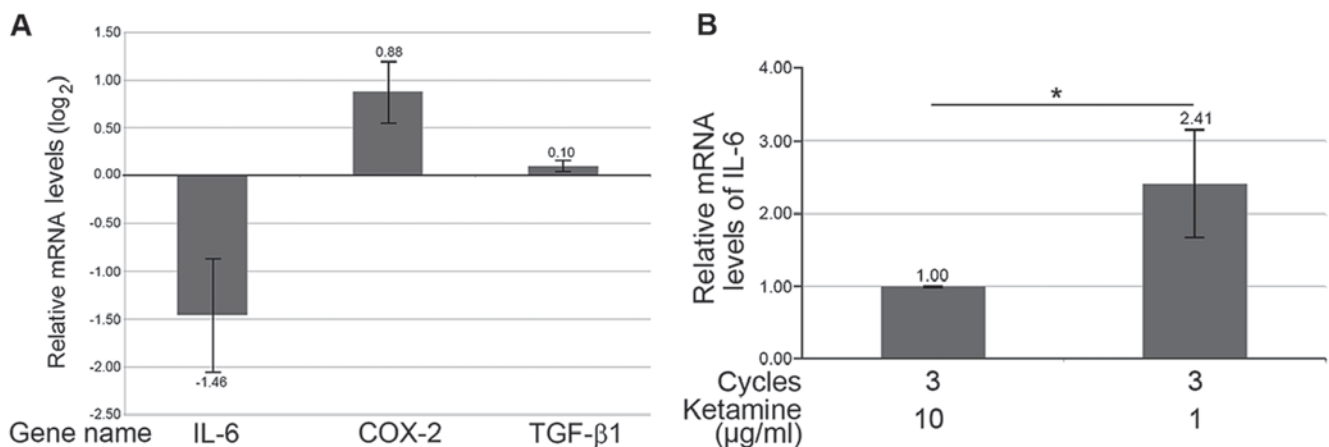 A
Relative mRNA levels (log2)
1.50
1.00
0.50
0.00
-0.50
-1.00
-1.50
-2.00
-2.50
-1.46
0.88
0.10
Gene name IL-6 COX-2 TGF-β1
B
Relative mRNA
levels of IL-6
4.00
3.00
2.00
1.00
0.00
*
1.00
2.41
Cycles 3 3
Ketamine 10 1
(μg/ml)